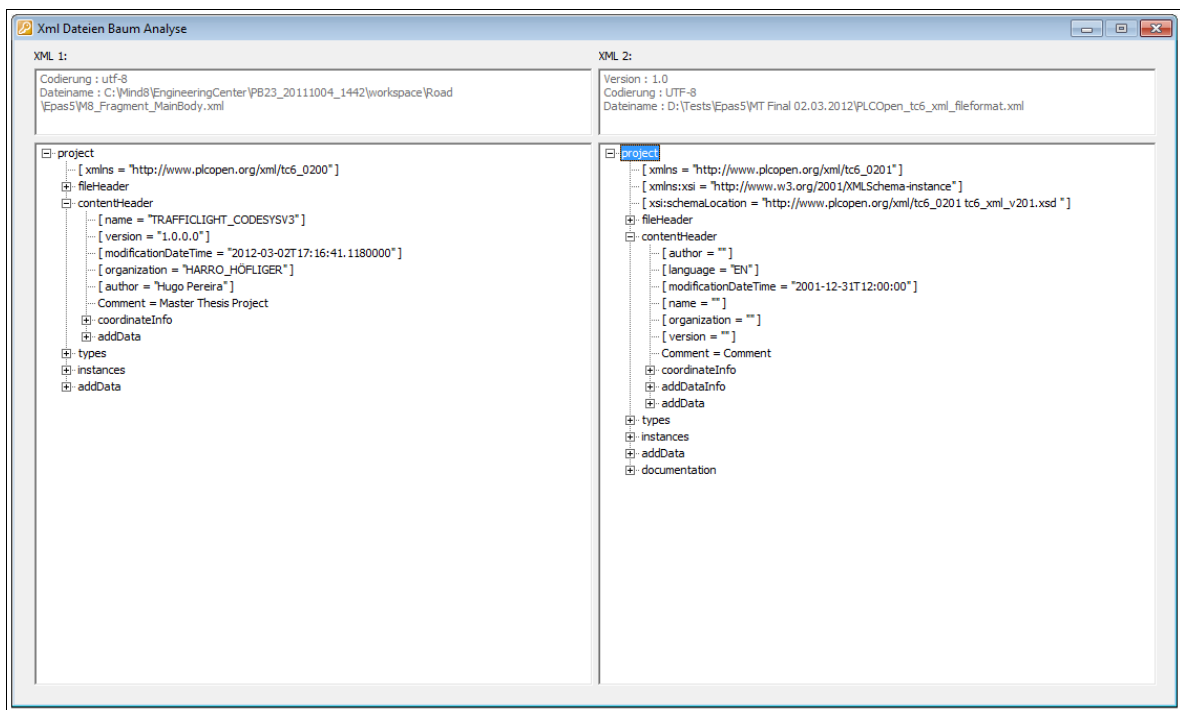 Xml Dateien Baum Analyse
XML 1:
Codierung : utf-8
Dateiname : C:\Mind8\EngineeringCenter\PB23_20111004_1442\workspace\Road
\Epas5\M8_Fragment_MainBody.xml
project
[ xmlns = "http://www.plcopen.org/xml/tc6_0200" ]
fileHeader
contentHeader
[ name = "TRAFFICLIGHT_CODESYSV3" ]
[ version = "1.0.0.0" ]
[ modificationDateTime = "2012-03-02T17:16:41.1180000" ]
[ organization = "HARRO_HÖFLIGER" ]
[ author = "Hugo Pereira" ]
Comment = Master Thesis Project
coordinateInfo
addData
types
instances
addData
XML 2:
Version : 1.0
Codierung : UTF-8
Dateiname : D:\Tests\Epas5\MT Final 02.03.2012\PLCOpen_tc6_xml_fileformat.xml
project
[ xmlns = "http://www.plcopen.org/xml/tc6_0201" ]
[ xmlns:xsi = "http://www.w3.org/2001/XMLSchema-instance" ]
[ xsi:schemaLocation = "http://www.plcopen.org/xml/tc6_0201 tc6_xml_v201.xsd " ]
fileHeader
contentHeader
[ author = "" ]
[ language = "EN" ]
[ modificationDateTime = "2001-12-31T12:00:00" ]
[ name = "" ]
[ organization = "" ]
[ version = "" ]
Comment = Comment
coordinateInfo
addDataInfo
addData
types
instances
addData
documentation